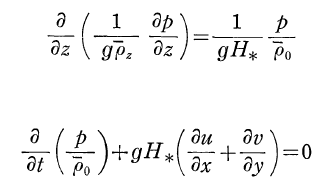 ∂/∂z ( 1/(gρ̄_z) ∂p/∂z ) = 1/(gH_*) p/ρ̄_0
∂/∂t ( p/ρ̄_0 ) + gH_* ( ∂u/∂x + ∂v/∂y ) = 0